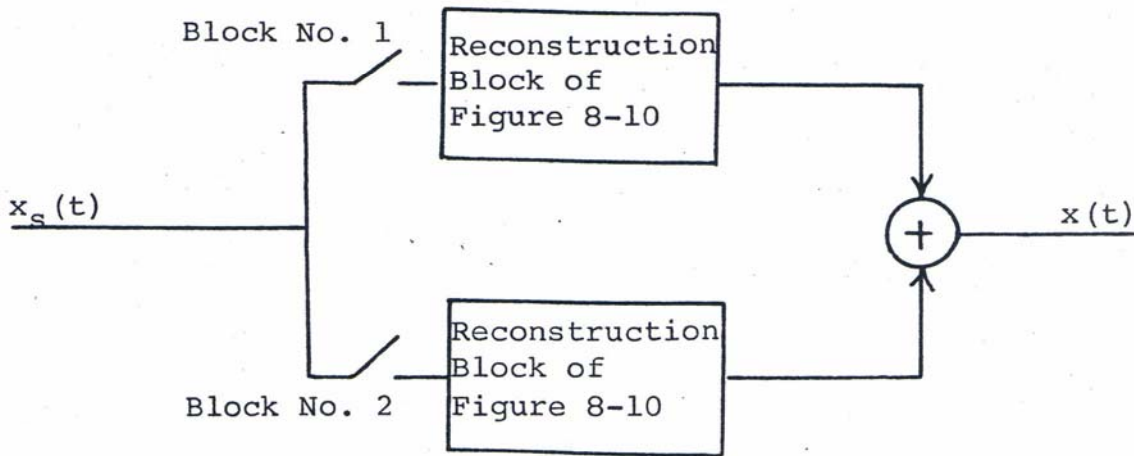 Block No. 1
Reconstruction
Block of
Figure 8-10
x_s(t)
+
x(t)
Reconstruction
Block of
Figure 8-10
Block No. 2